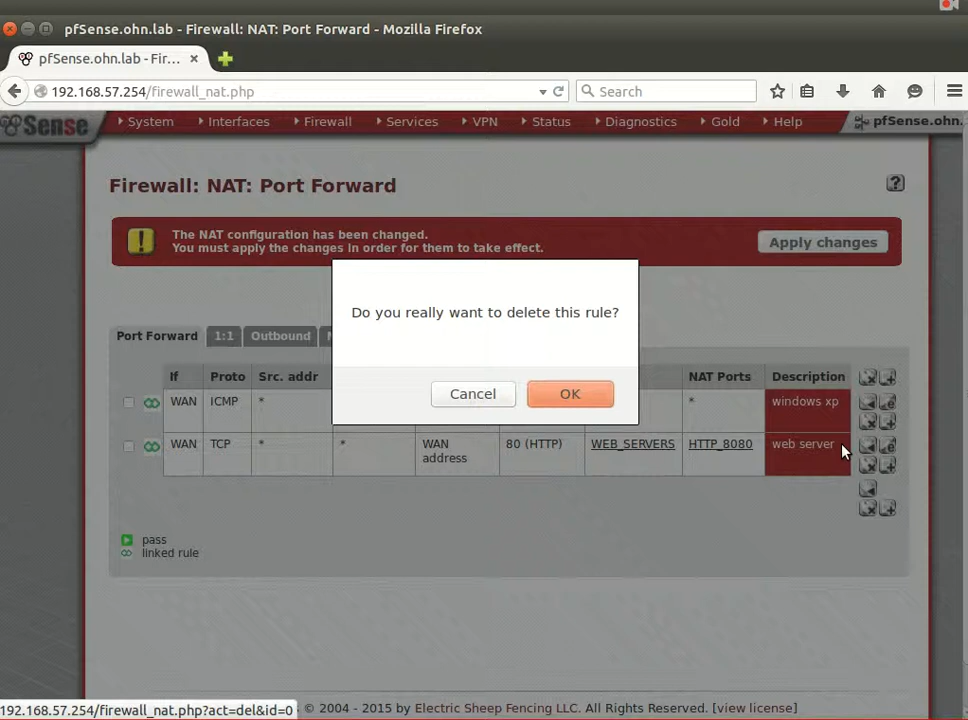 pfSense.ohn.lab - Firewall: NAT: Port Forward - Mozilla Firefox
pfSense.ohn.lab - Fir...
192.168.57.254/firewall_nat.php
Search
Sense
System
Interfaces
Firewall
Services
VPN
Status
Diagnostics
Gold
Help
pfSense.ohn.
Firewall: NAT: Port Forward
?
The NAT configuration has been changed.
You must apply the changes in order for them to take effect.
Apply changes
Do you really want to delete this rule?
Cancel
OK
Port Forward
1:1
Outbound
If
Proto
Src. addr
NAT Ports
Description
WAN
ICMP
*
*
windows xp
WAN
TCP
*
*
WAN
address
80 (HTTP)
WEB_SERVERS
HTTP_8080
web server
pass
linked rule
192.168.57.254/firewall_nat.php?act=del&id=0
© 2004 - 2015 by Electric Sheep Fencing LLC. All Rights Reserved. [view license]